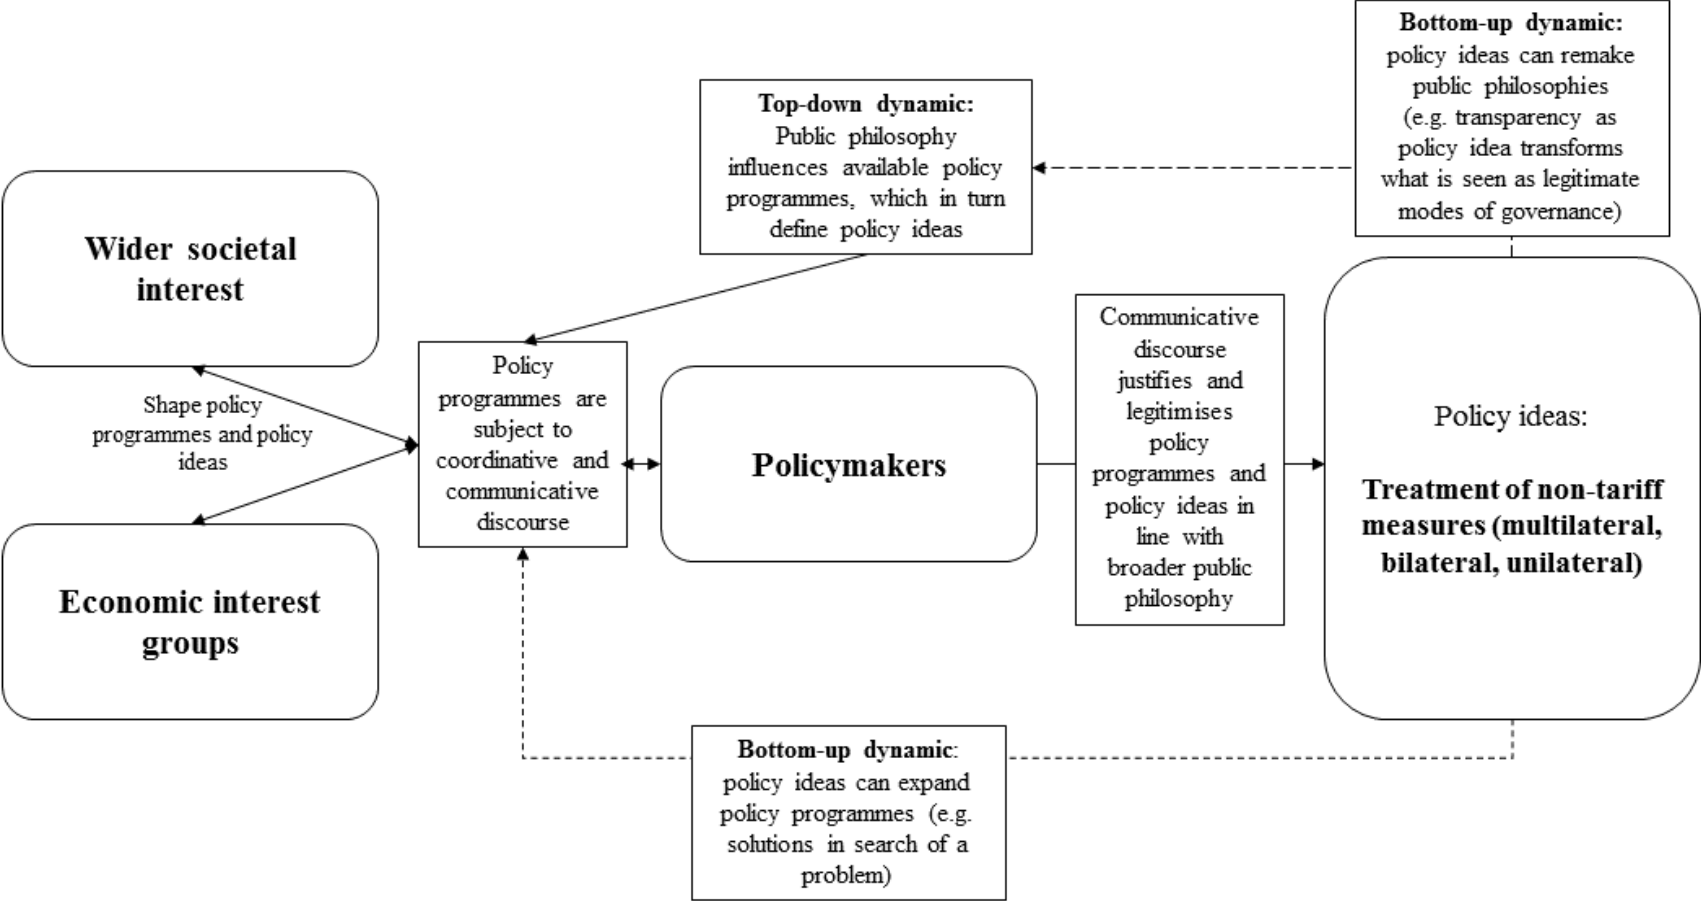 Bottom-up dynamic:
policy ideas can remake
public philosophies
(e.g. transparency as
policy idea transforms
what is seen as legitimate
modes of governance)
Top-down dynamic:
Public philosophy
influences available policy
programmes, which in turn
define policy ideas
Wider societal
interest
Shape policy
programmes and policy
ideas
Economic interest
groups
Policy
programmes are
subject to
coordinative and
communicative
discourse
Policymakers
Communicative
discourse
justifies and
legitimises
policy
programmes and
policy ideas in
line with
broader public
philosophy
Policy ideas:
Treatment of non-tariff
measures (multilateral,
bilateral, unilateral)
Bottom-up dynamic:
policy ideas can expand
policy programmes (e.g.
solutions in search of a
problem)